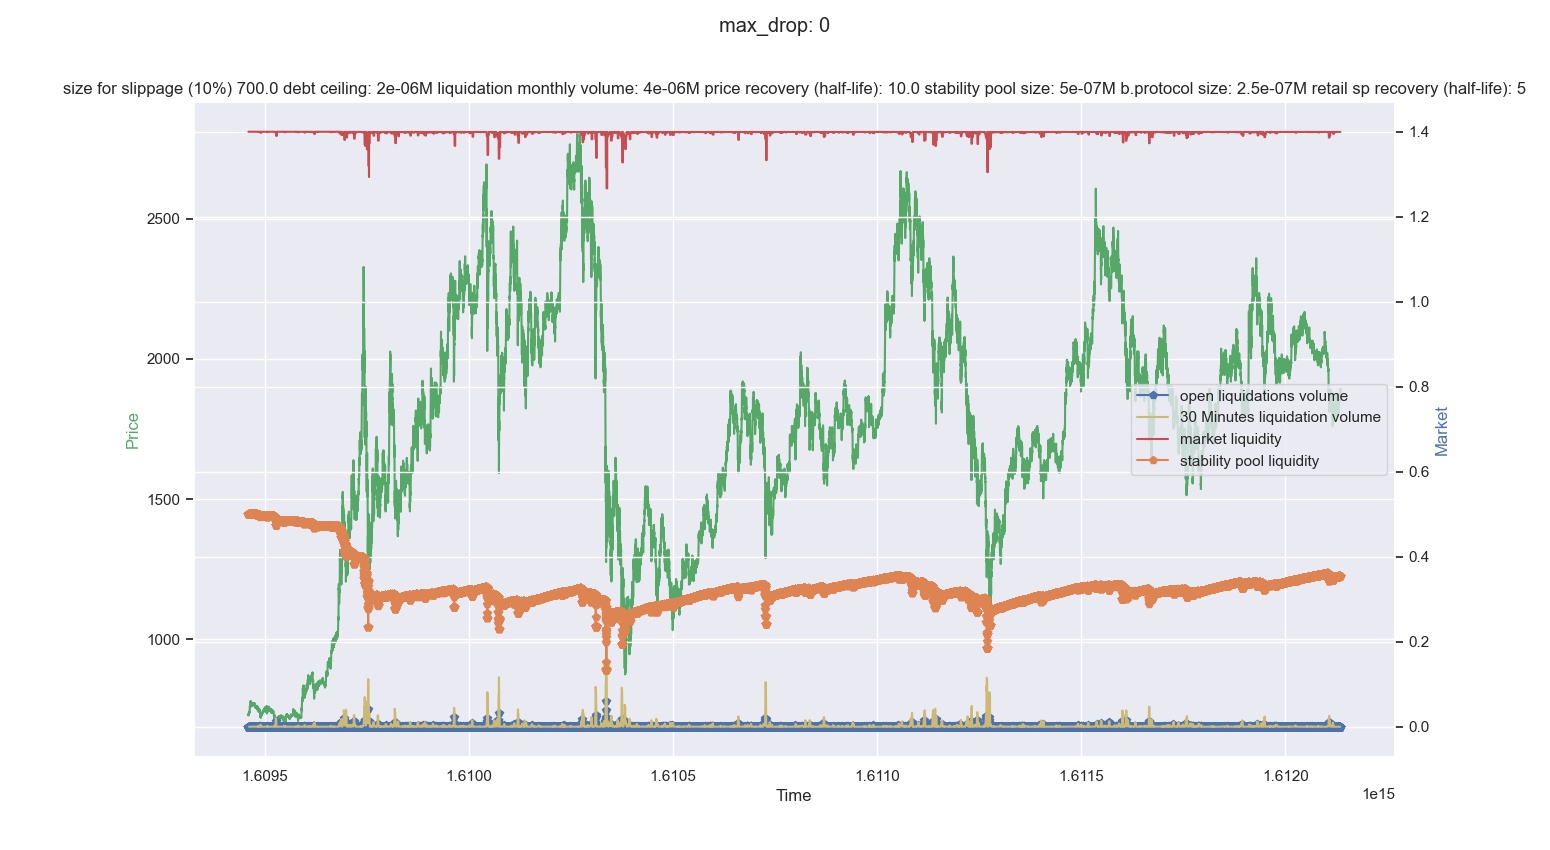 max_drop: 0
size for slippage (10%) 700.0 debt ceiling: 2e-06M liquidation monthly volume: 4e-06M price recovery (half-life): 10.0 stability pool size: 5e-07M b.protocol size: 2.5e-07M retail sp recovery (half-life): 5
1.4
2500
1.2
1.0
2000
0.8
open liquidations volume
30 Minutes liquidation volume
market liquidity
stability pool liquidity
Price
Market
0.6
1500
0.4
1000
0.2
0.0
1.6095 1.6100 1.6105 1.6110 1.6115 1.6120
Time
1e15